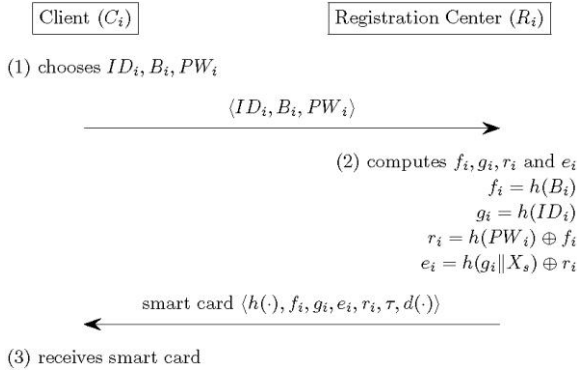 Client (C_i)
Registration Center (R_i)
(1) chooses ID_i, B_i, PW_i
⟨ID_i, B_i, PW_i⟩
(2) computes f_i, g_i, r_i and e_i
f_i = h(B_i)
g_i = h(ID_i)
r_i = h(PW_i) ⊕ f_i
e_i = h(g_i‖X_s) ⊕ r_i
smart card ⟨h(·), f_i, g_i, e_i, r_i, τ, d(·)⟩
(3) receives smart card